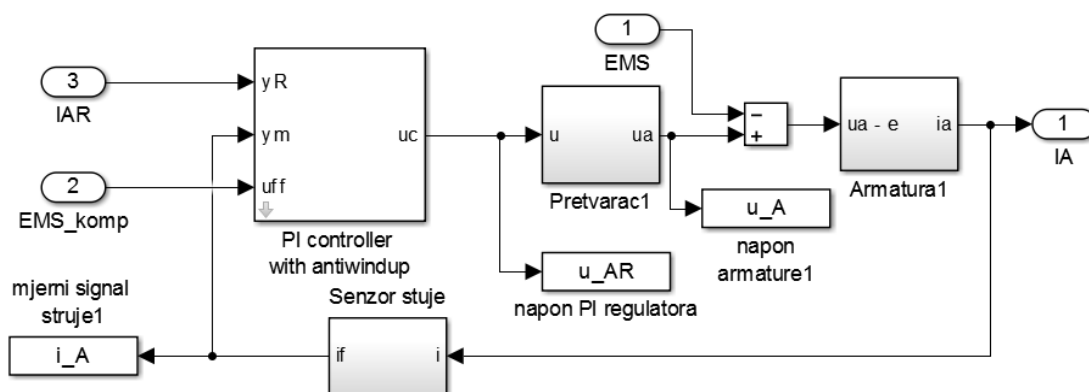 3
IAR
2
EMS_komp
yR
ym
uff
uc
PI controller
with antiwindup
1
EMS
u
ua
Pretvarac1
−
+
ua - e
ia
Armatura1
1
IA
u_A
napon
armature1
u_AR
napon PI regulatora
mjerni signal
struje1
i_A
Senzor stuje
if
i